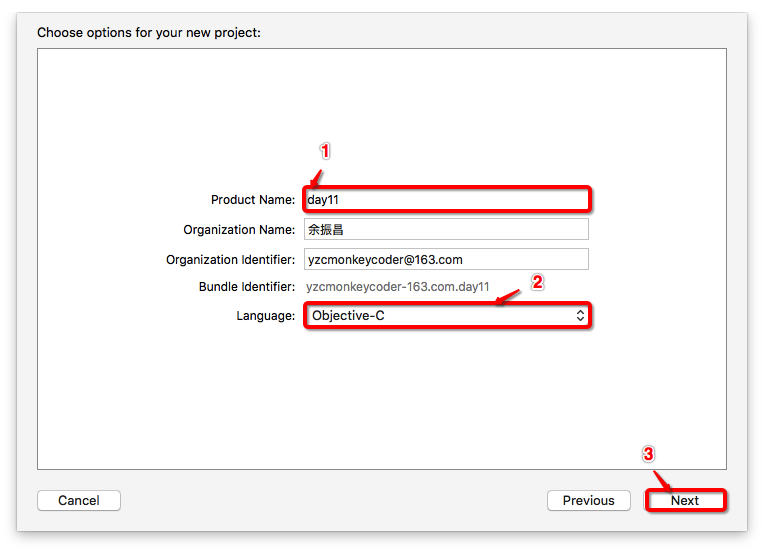 Choose options for your new project:
1
Product Name: day11
Organization Name: 余振昌
Organization Identifier: yzcmonkeycoder@163.com
Bundle Identifier: yzcmonkeycoder-163.com.day11
2
Language: Objective-C
3
Cancel Previous Next